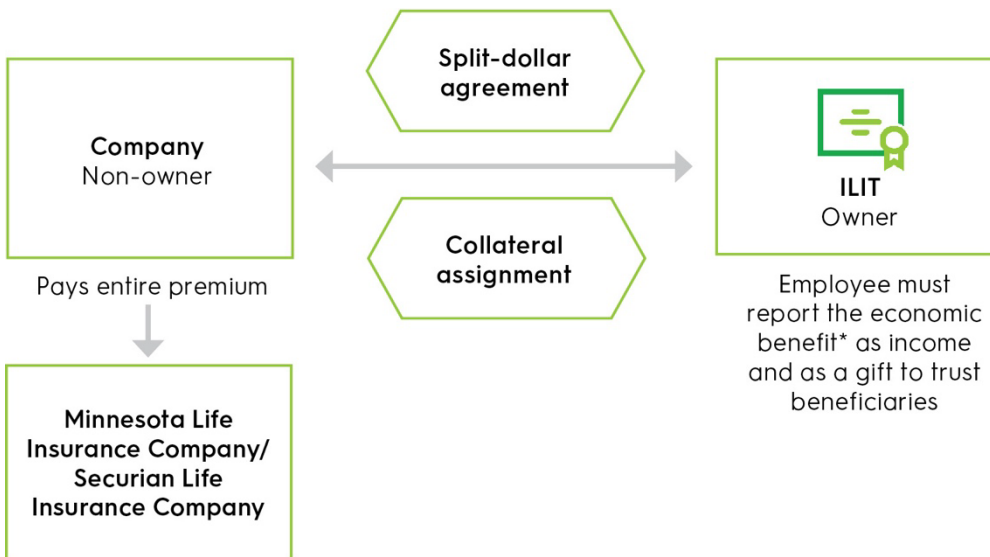 Company
Non-owner
Pays entire premium
Minnesota Life
Insurance Company/
Securian Life
Insurance Company
Split-dollar
agreement
Collateral
assignment
ILIT
Owner
Employee must
report the economic
benefit* as income
and as a gift to trust
beneficiaries